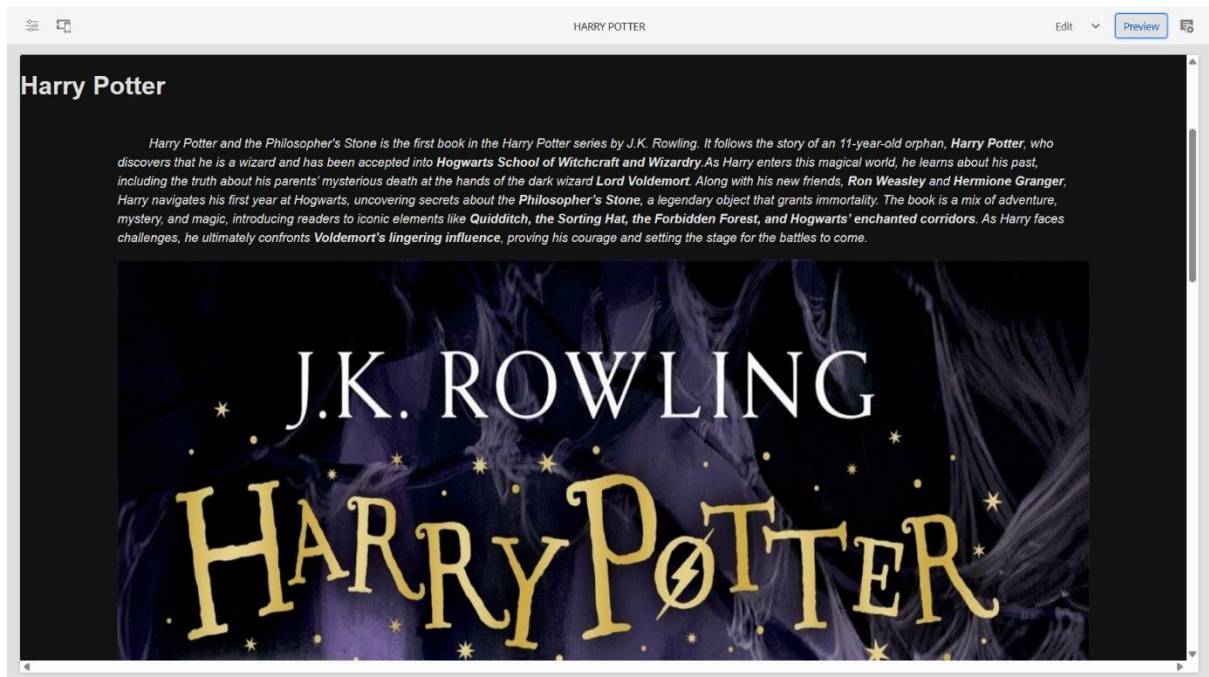 HARRY POTTER
Edit
Preview
Harry Potter
Harry Potter and the Philosopher's Stone is the first book in the Harry Potter series by J.K. Rowling. It follows the story of an 11-year-old orphan, Harry Potter, who
discovers that he is a wizard and has been accepted into Hogwarts School of Witchcraft and Wizardry.As Harry enters this magical world, he learns about his past,
including the truth about his parents' mysterious death at the hands of the dark wizard Lord Voldemort. Along with his new friends, Ron Weasley and Hermione Granger,
Harry navigates his first year at Hogwarts, uncovering secrets about the Philosopher's Stone, a legendary object that grants immortality. The book is a mix of adventure,
mystery, and magic, introducing readers to iconic elements like Quidditch, the Sorting Hat, the Forbidden Forest, and Hogwarts' enchanted corridors. As Harry faces
challenges, he ultimately confronts Voldemort's lingering influence, proving his courage and setting the stage for the battles to come.
J.K. ROWLING
HARRY POTTER